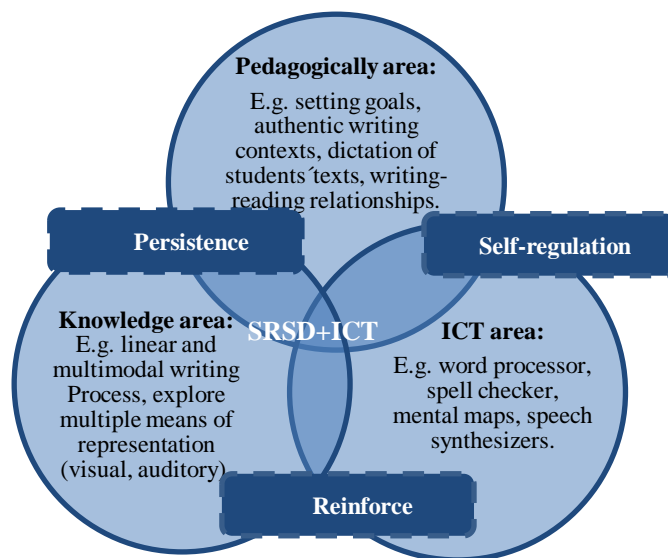 Pedagogically area:
E.g. setting goals,
authentic writing
contexts, dictation of
students´texts, writing-
reading relationships.
Persistence
Self-regulation
Knowledge area:
E.g. linear and
multimodal writing
Process, explore
multiple means of
representation
(visual, auditory)
SRSD+ICT
ICT area:
E.g. word processor,
spell checker,
mental maps, speech
synthesizers.
Reinforce